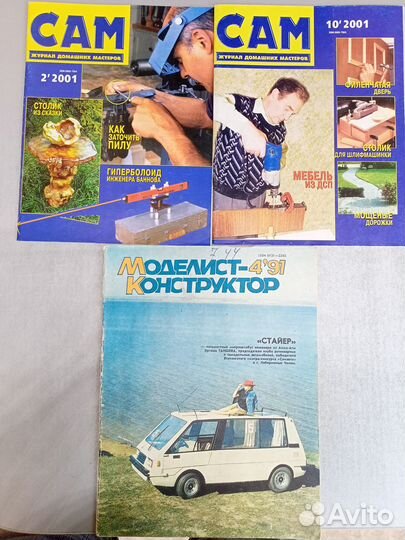 САМ
ЖУРНАЛ ДОМАШНИХ МАСТЕРОВ
2'2001
СТОЛИК
ИЗ СКАЗКИ
КАК
ЗАТОЧИТЬ
ПИЛУ
ГИПЕРБОЛОИД
ИНЖЕНЕРА БАННОВА
САМ
ЖУРНАЛ ДОМАШНИХ МАСТЕРОВ
10'2001
ФИЛЕНЧАТАЯ
ДВЕРЬ
СТОЛИК
ДЛЯ ШЛИФМАШИНКИ
МЕБЕЛЬ
ИЗ ДСП
МОЩЕНЫЕ
ДОРОЖКИ
МОДЕЛИСТ-4'91
КОНСТРУКТОР
«СТАЙЕР»
Avito